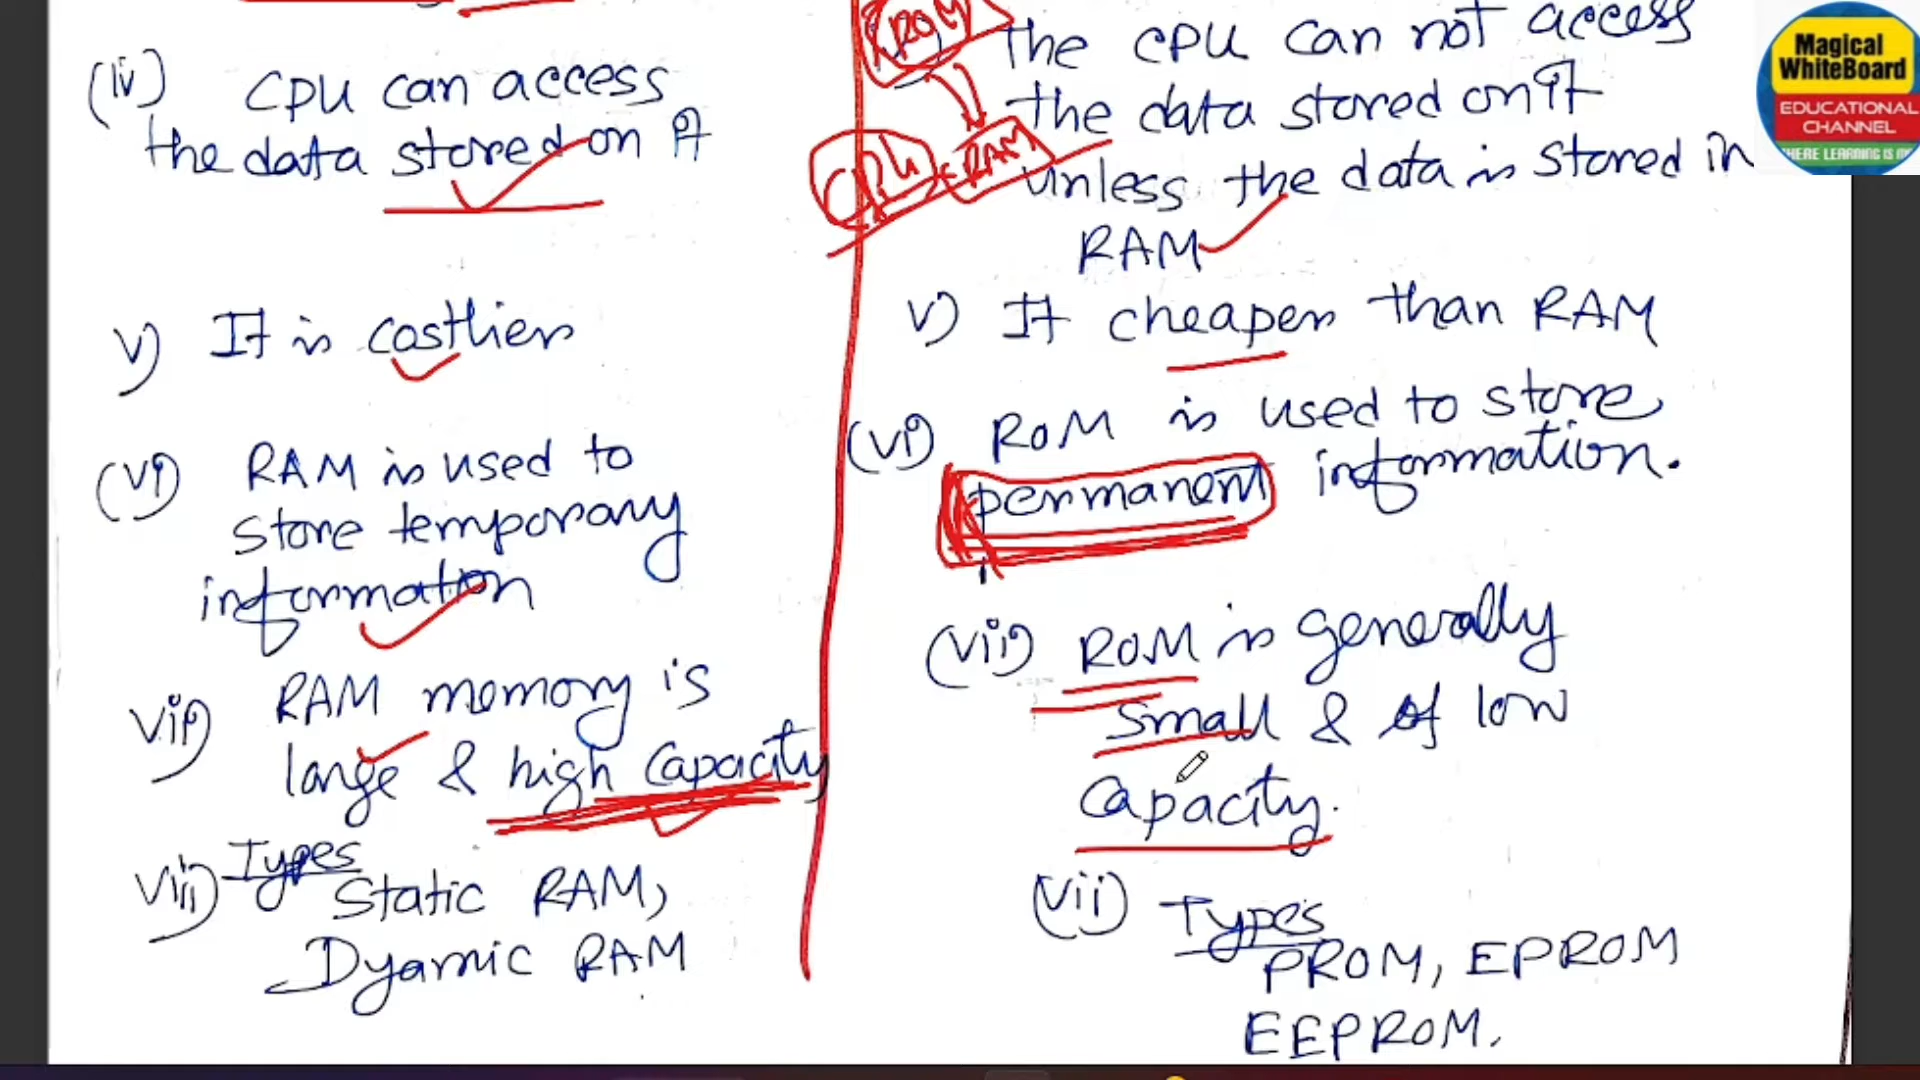 (iv) CPU can access
the data stored on it
v) It is costlier
(vi) RAM is used to
store temporary
information
vii) RAM memory is
large & high capacity
viii) Types
Static RAM,
Dyamic RAM
ROM
CPU
RAM
the CPU can not access
the data stored on it
unless the data is stored in
RAM
v) It cheaper than RAM
(vi) ROM is used to store
permanent information.
(vii) ROM is generally
small & of low
capacity.
(vii) Types
PROM, EPROM
EEPROM.
Magical
WhiteBoard
EDUCATIONAL
CHANNEL
HERE LEARNING IS